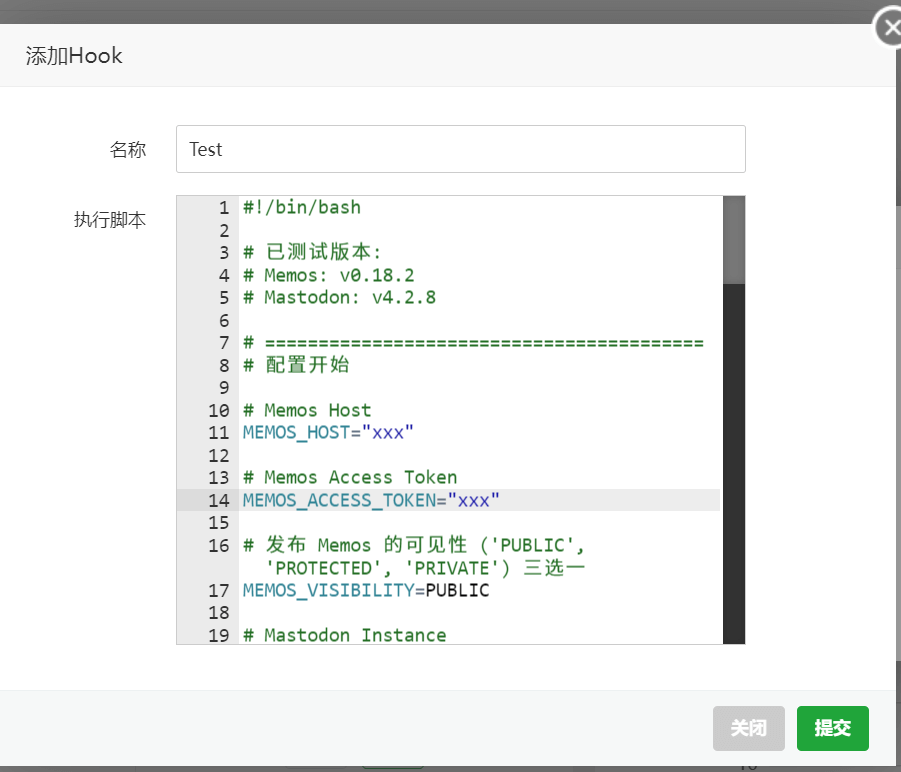 添加Hook
名称
Test
执行脚本
1 #!/bin/bash
2
3 # 已测试版本:
4 # Memos: v0.18.2
5 # Mastodon: v4.2.8
6
7 # =========================================
8 # 配置开始
9
10 # Memos Host
11 MEMOS_HOST="xxx"
12
13 # Memos Access Token
14 MEMOS_ACCESS_TOKEN="xxx"
15
16 # 发布 Memos 的可见性 ('PUBLIC',
'PROTECTED', 'PRIVATE') 三选一
17 MEMOS_VISIBILITY=PUBLIC
18
19 # Mastodon Instance
关闭
提交